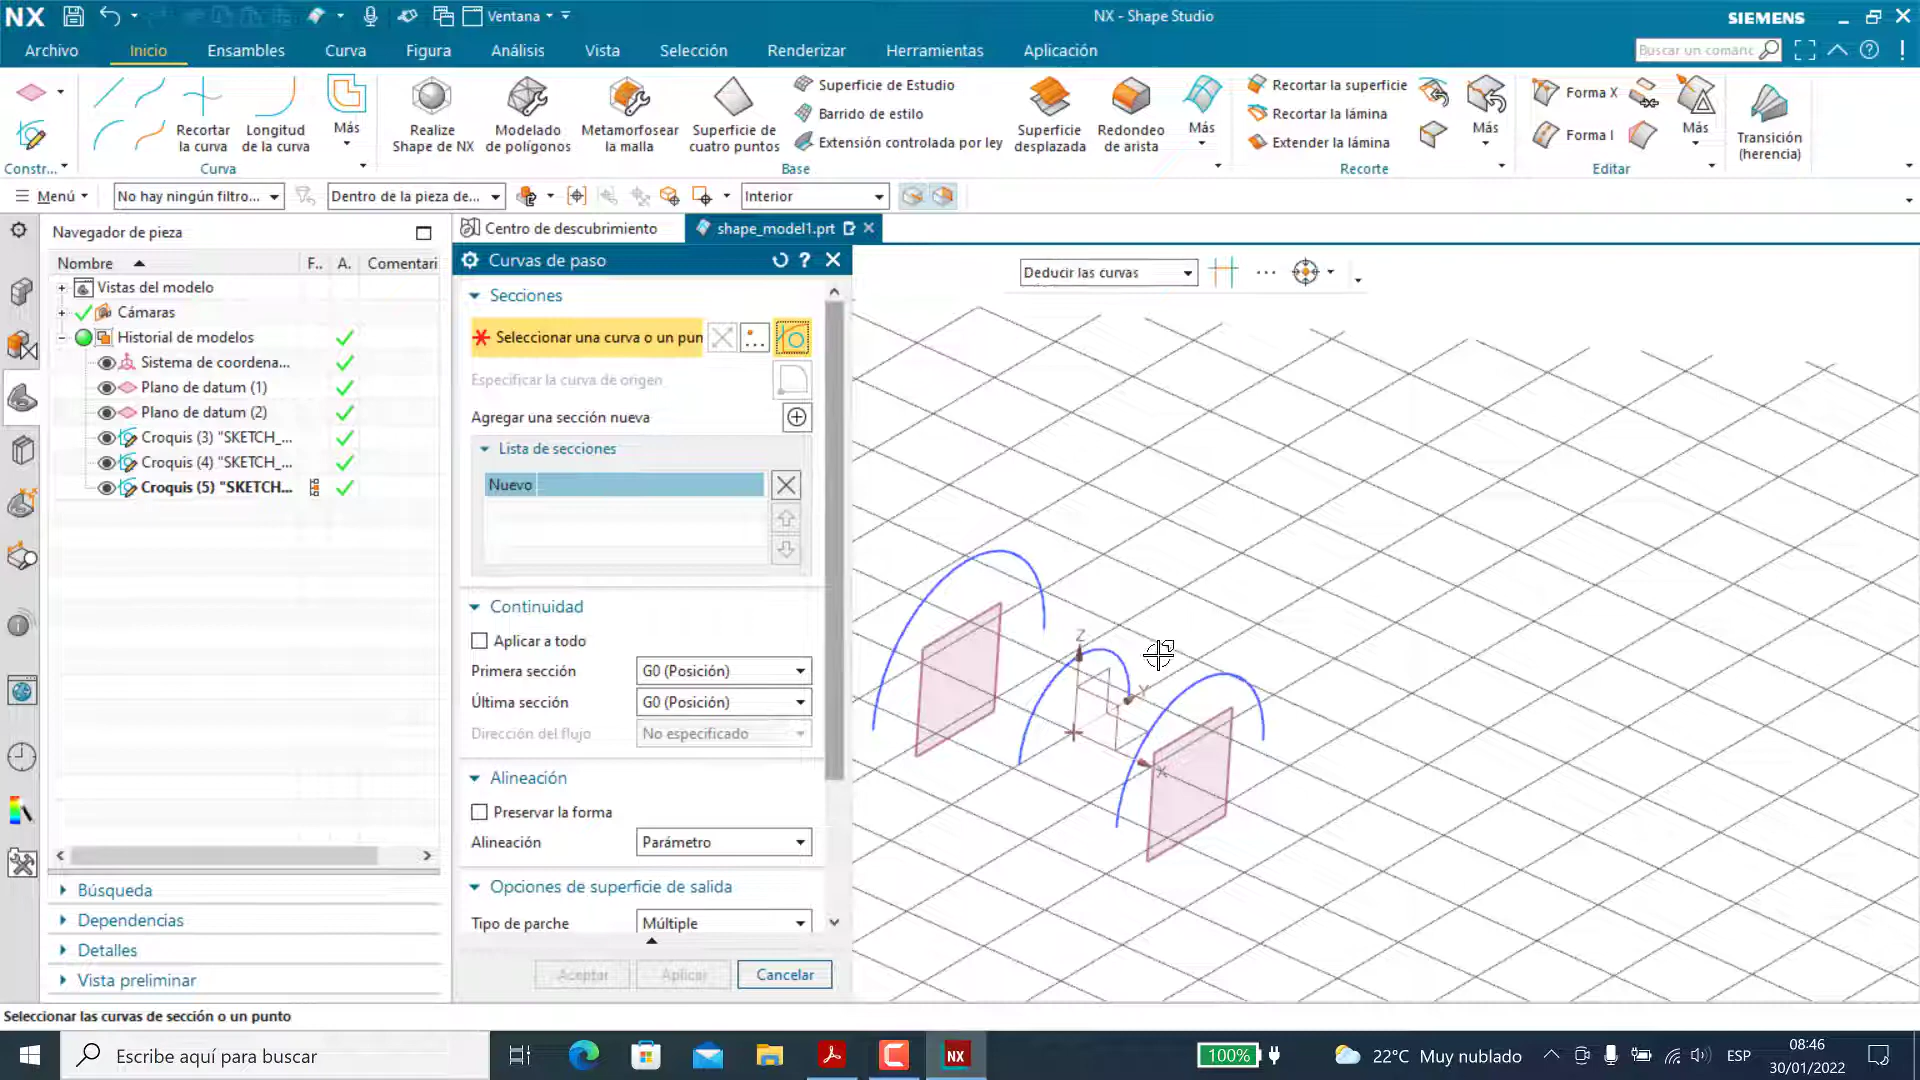 NX
Ventana
NX - Shape Studio
SIEMENS
Archivo
Inicio
Ensambles
Curva
Figura
Análisis
Vista
Selección
Renderizar
Herramientas
Aplicación
Buscar un comanc
Recortar la curva
Longitud de la curva
Más
Realize Shape de NX
Modelado de polígonos
Metamorfosear la malla
Superficie de cuatro puntos
Superficie de Estudio
Barrido de estilo
Extensión controlada por ley
Superficie desplazada
Redondeo de arista
Más
Recortar la superficie
Recortar la lámina
Extender la lámina
Más
Forma X
Forma I
Más
Transición (herencia)
Constr...
Curva
Base
Recorte
Editar
Menú
No hay ningún filtro...
Dentro de la pieza de...
Interior
Navegador de pieza
Centro de descubrimiento
shape_model1.prt
Nombre
F..
A.
Comentari
Vistas del modelo
Cámaras
Historial de modelos
Sistema de coordena...
Plano de datum (1)
Plano de datum (2)
Croquis (3) "SKETCH_...
Croquis (4) "SKETCH_...
Croquis (5) "SKETCH...
Búsqueda
Dependencias
Detalles
Vista preliminar
Curvas de paso
Secciones
Seleccionar una curva o un pun
Especificar la curva de origen
Agregar una sección nueva
Lista de secciones
Nuevo
Continuidad
Aplicar a todo
Primera sección
G0 (Posición)
Última sección
G0 (Posición)
Dirección del flujo
No especificado
Alineación
Preservar la forma
Alineación
Parámetro
Opciones de superficie de salida
Tipo de parche
Múltiple
Aceptar
Aplicar
Cancelar
Deducir las curvas
Z
Y
X
Seleccionar las curvas de sección o un punto
Escribe aquí para buscar
NX
100%
22°C Muy nublado
ESP
08:46
30/01/2022